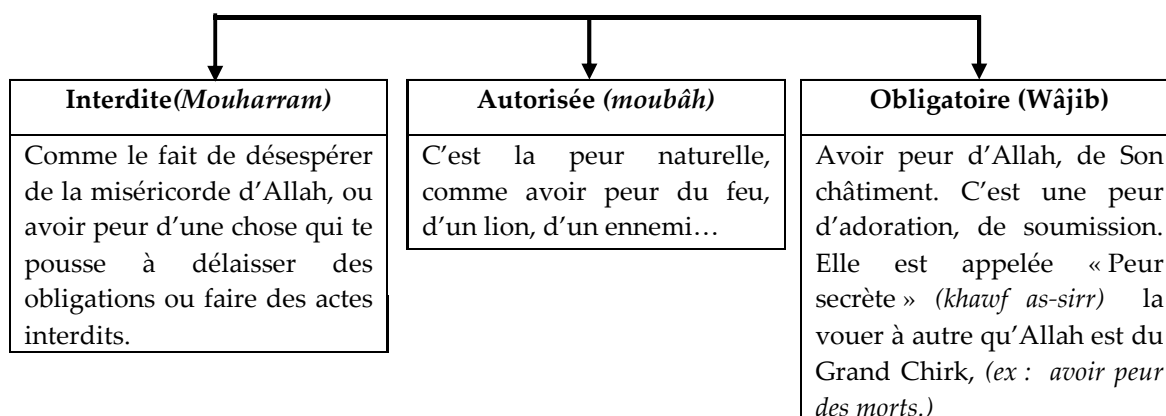 Interdite(Mouharram)
Comme le fait de désespérer
de la miséricorde d’Allah, ou
avoir peur d’une chose qui te
pousse à délaisser des
obligations ou faire des actes
interdits.
Autorisée (moubâh)
C’est la peur naturelle,
comme avoir peur du feu,
d’un lion, d’un ennemi…
Obligatoire (Wâjib)
Avoir peur d’Allah, de Son
châtiment. C’est une peur
d’adoration, de soumission.
Elle est appelée « Peur
secrète » (khawf as-sirr) la
vouer à autre qu’Allah est du
Grand Chirk, (ex : avoir peur
des morts.)